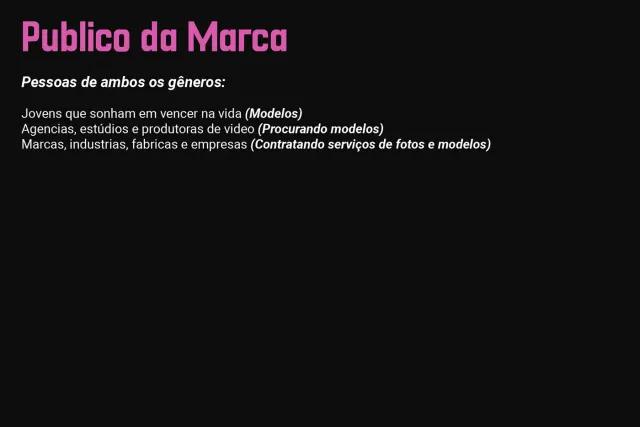 Publico da Marca
Pessoas de ambos os gêneros:
Jovens que sonham em vencer na vida (Modelos)
Agencias, estúdios e produtoras de video (Procurando modelos)
Marcas, industrias, fabricas e empresas (Contratando serviços de fotos e modelos)